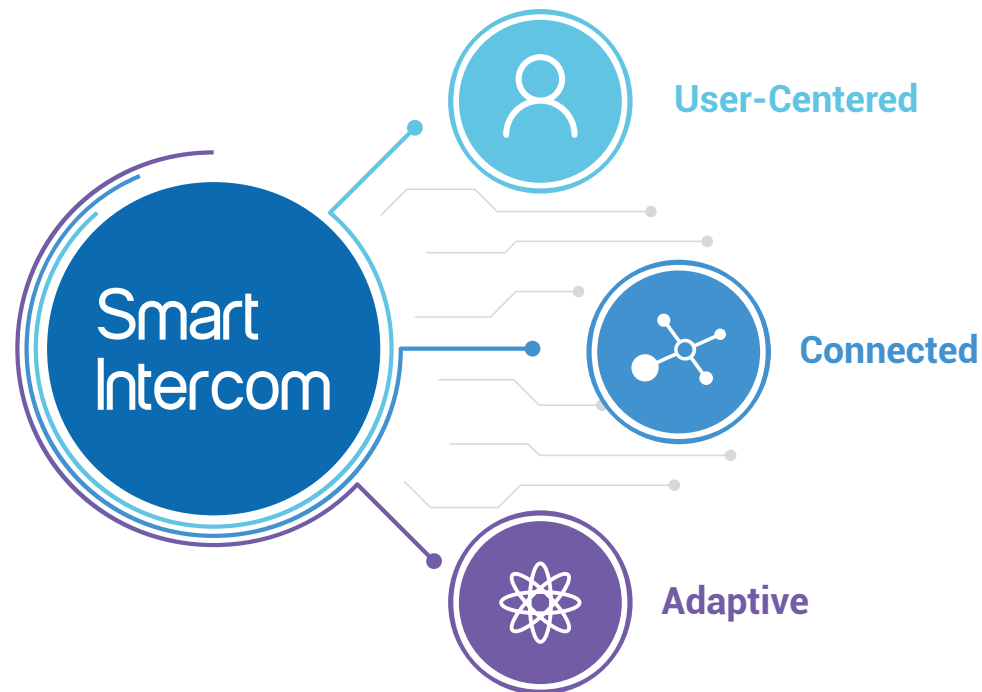 Smart
Intercom
User-Centered
Connected
Adaptive